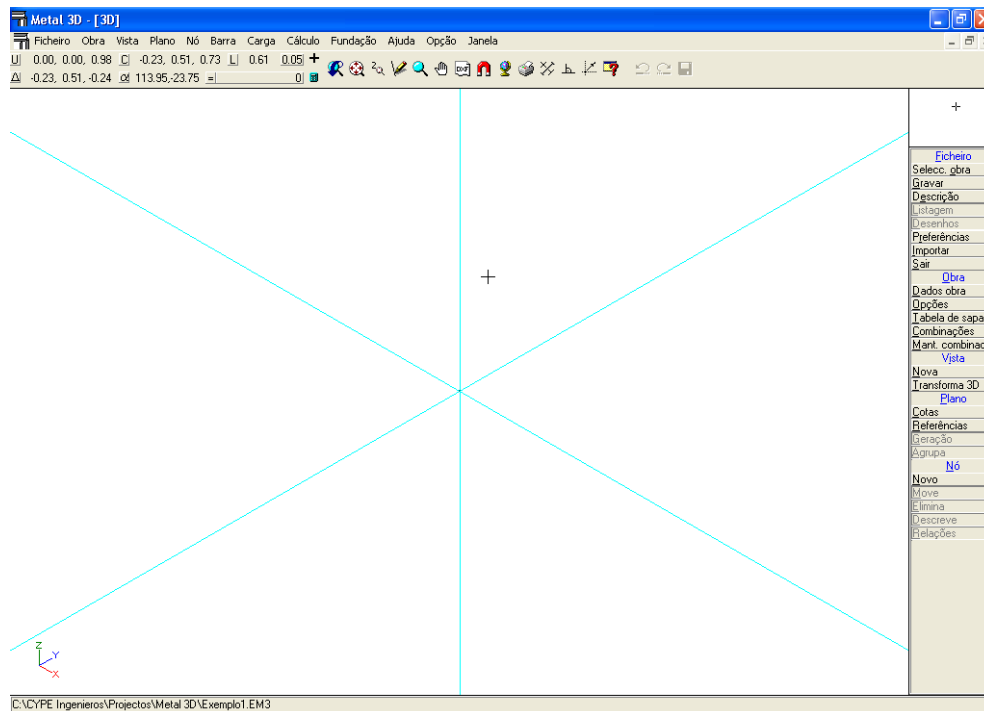 Metal 3D - [3D]
Ficheiro Obra Vista Plano Nó Barra Carga Cálculo Fundação Ajuda Opção Janela
U 0.00, 0.00, 0.98 C -0.23, 0.51, 0.73 L 0.61 0.05
Δ -0.23, 0.51, -0.24 α 113.95,-23.75 = 0
Ficheiro
Selecc. obra
Gravar
Descrição
Listagem
Desenhos
Preferências
Importar
Sair
Obra
Dados obra
Opções
Tabela de sapa
Combinações
Mant. combinac
Vista
Nova
Transforma 3D
Plano
Cotas
Referências
Geração
Agrupa
Nó
Novo
Move
Elimina
Descreve
Relações
Z
Y
X
C:\CYPE Ingenieros\Projectos\Metal 3D\Exemplo1.EM3